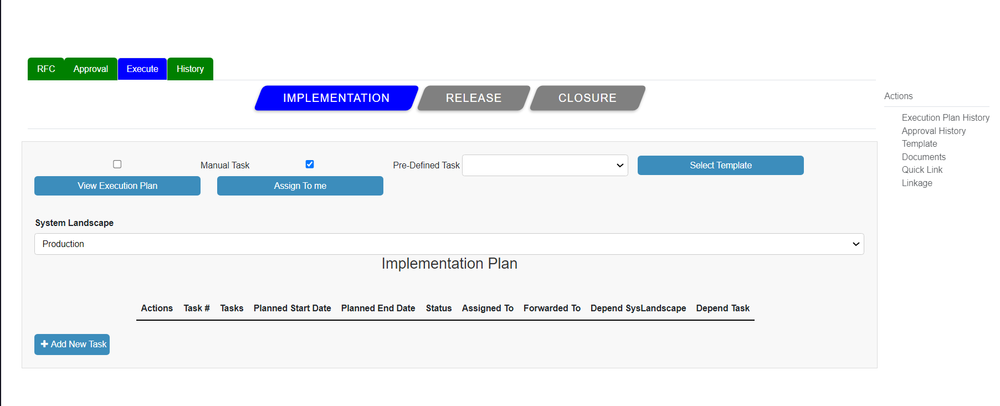 RFC Approval Execute History
IMPLEMENTATION RELEASE CLOSURE
Actions
Execution Plan History
Approval History
Template
Documents
Quick Link
Linkage
Manual Task Pre-Defined Task Select Template
View Execution Plan Assign To me
System Landscape
Production
Implementation Plan
Actions Task # Tasks Planned Start Date Planned End Date Status Assigned To Forwarded To Depend SysLandscape Depend Task
Add New Task